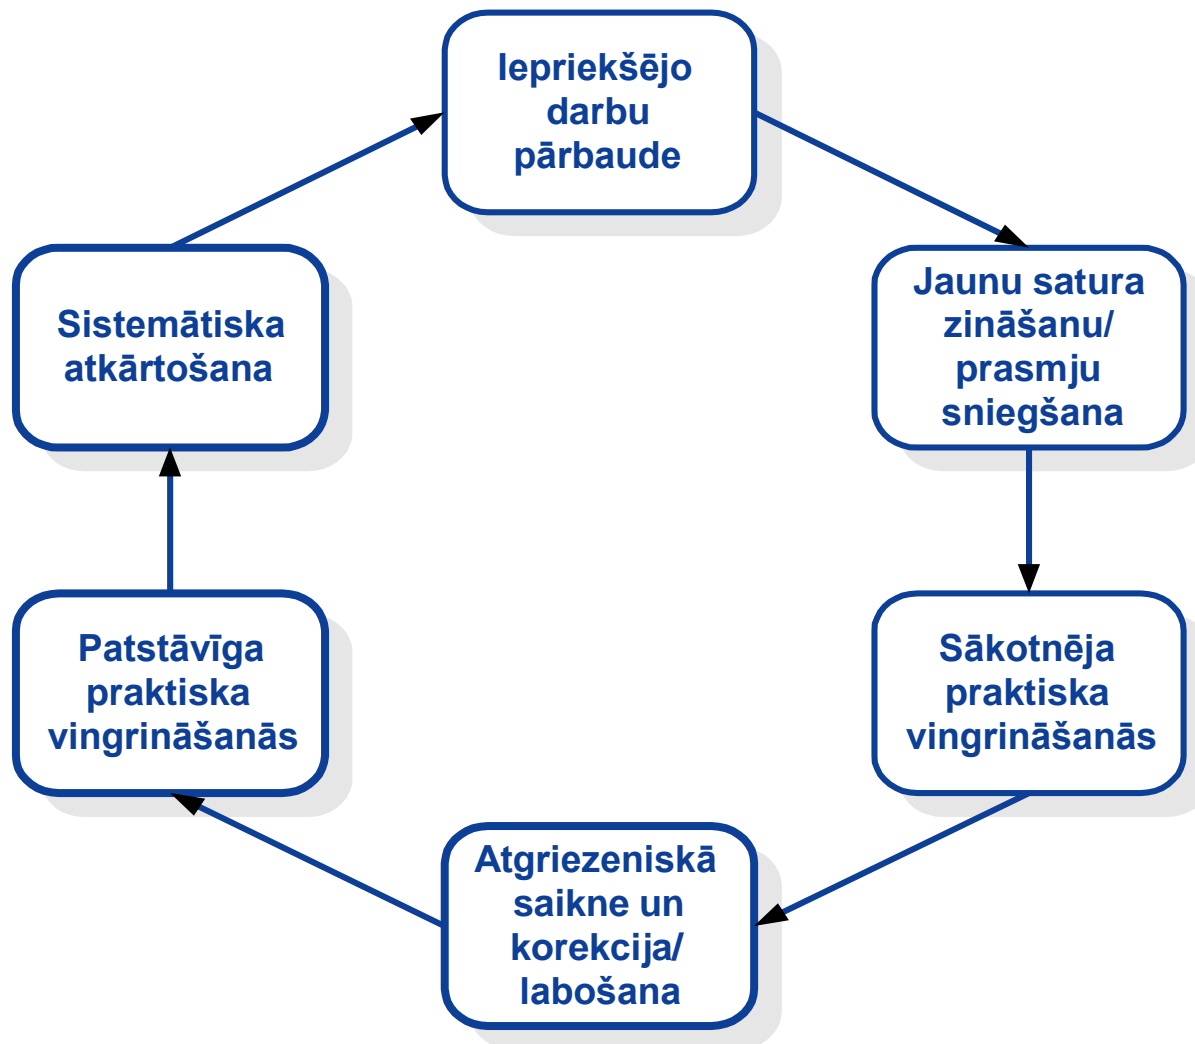 Iepriekšējo
darbu
pārbaude
Jaunu satura
zināšanu/
prasmju
sniegšana
Sākotnēja
praktiska
vingrināšanās
Atgriezeniskā
saikne un
korekcija/
labošana
Patstāvīga
praktiska
vingrināšanās
Sistemātiska
atkārtošana